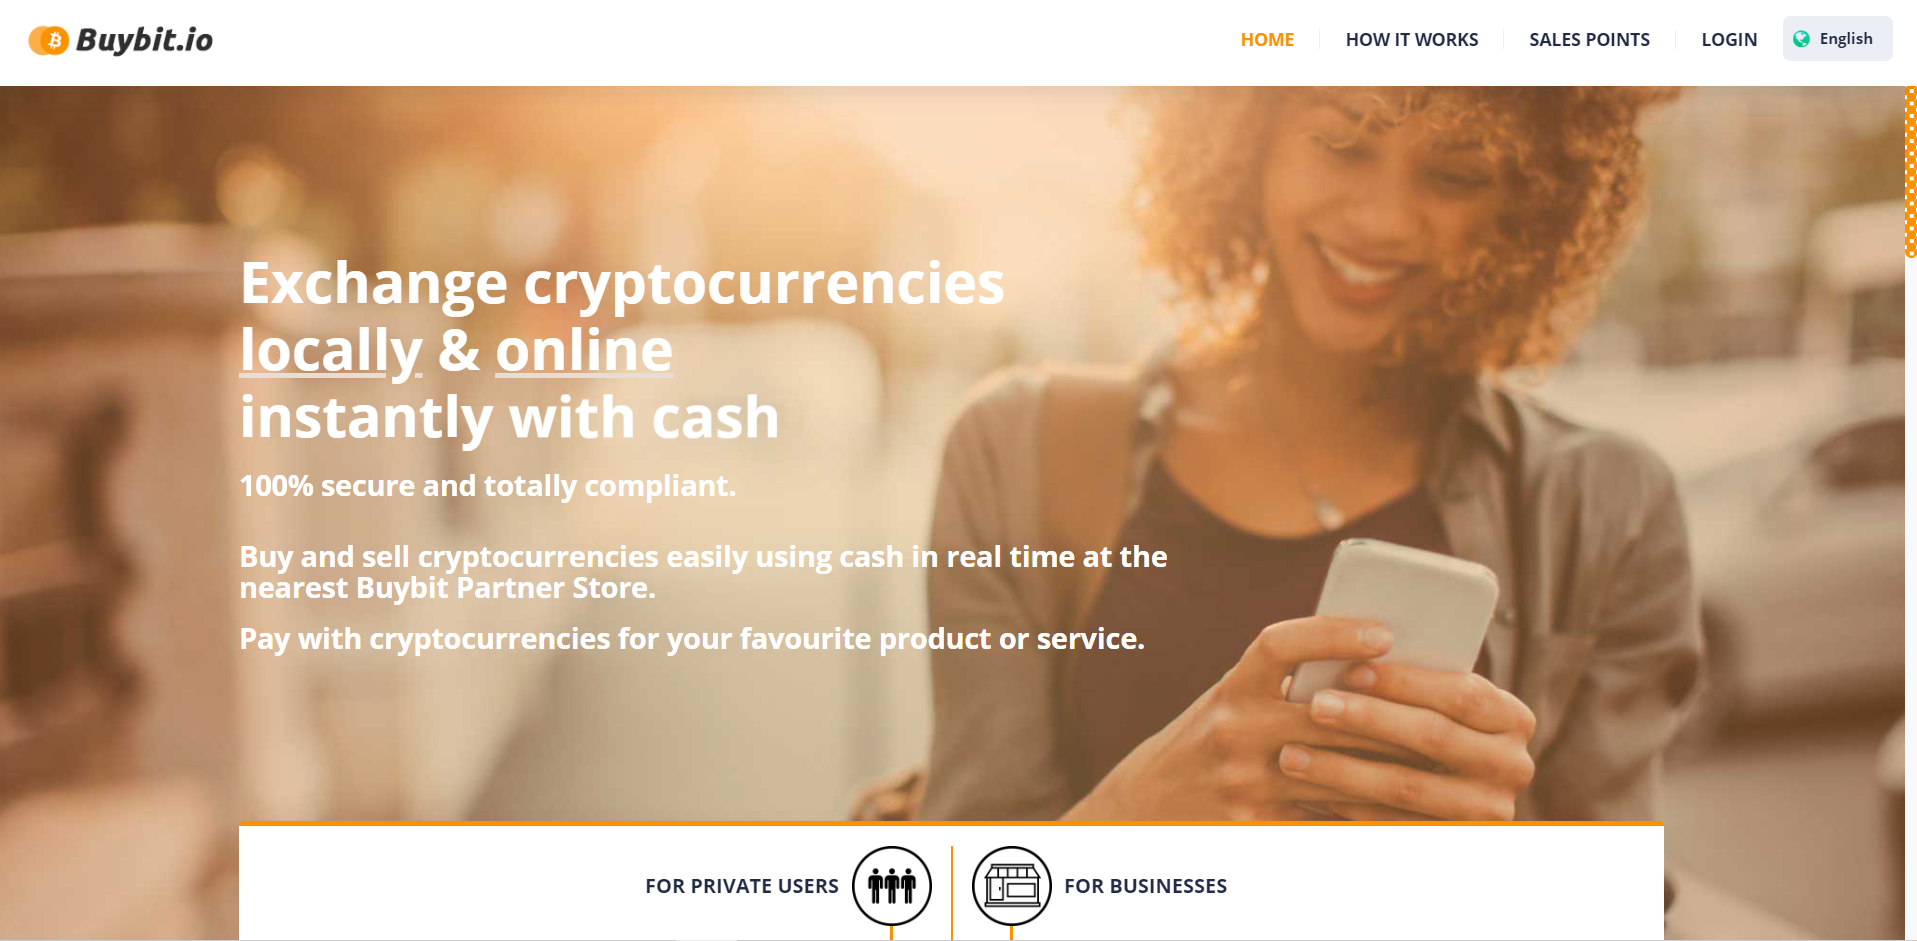 Buybit.io
HOME
HOW IT WORKS
SALES POINTS
LOGIN
English
Exchange cryptocurrencies
locally & online
instantly with cash
100% secure and totally compliant.
Buy and sell cryptocurrencies easily using cash in real time at the
nearest Buybit Partner Store.
Pay with cryptocurrencies for your favourite product or service.
FOR PRIVATE USERS
FOR BUSINESSES